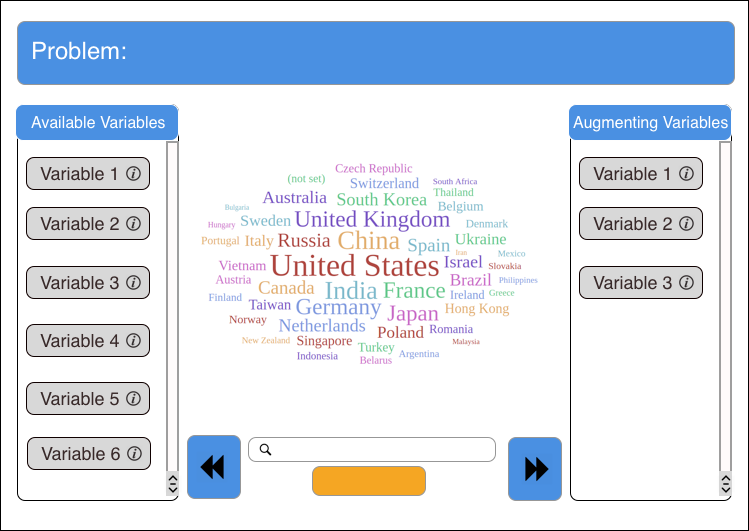 Problem:
Available Variables
Variable 1 i
Variable 2 i
Variable 3 i
Variable 4 i
Variable 5 i
Variable 6 i
Czech Republic
(not set) Switzerland South Africa
Australia South Korea Thailand
Bulgaria Belgium
Hungary Sweden United Kingdom Denmark
Portugal Italy Russia China Spain Ukraine
Iran Mexico
Vietnam United States Israel Slovakia
Austria Canada India France Brazil Philippines
Finland Taiwan Germany Ireland Greece
Norway Netherlands Japan Hong Kong
New Zealand Singapore Poland Romania
Turkey Malaysia
Indonesia Belarus Argentina
Augmenting Variables
Variable 1 i
Variable 2 i
Variable 3 i